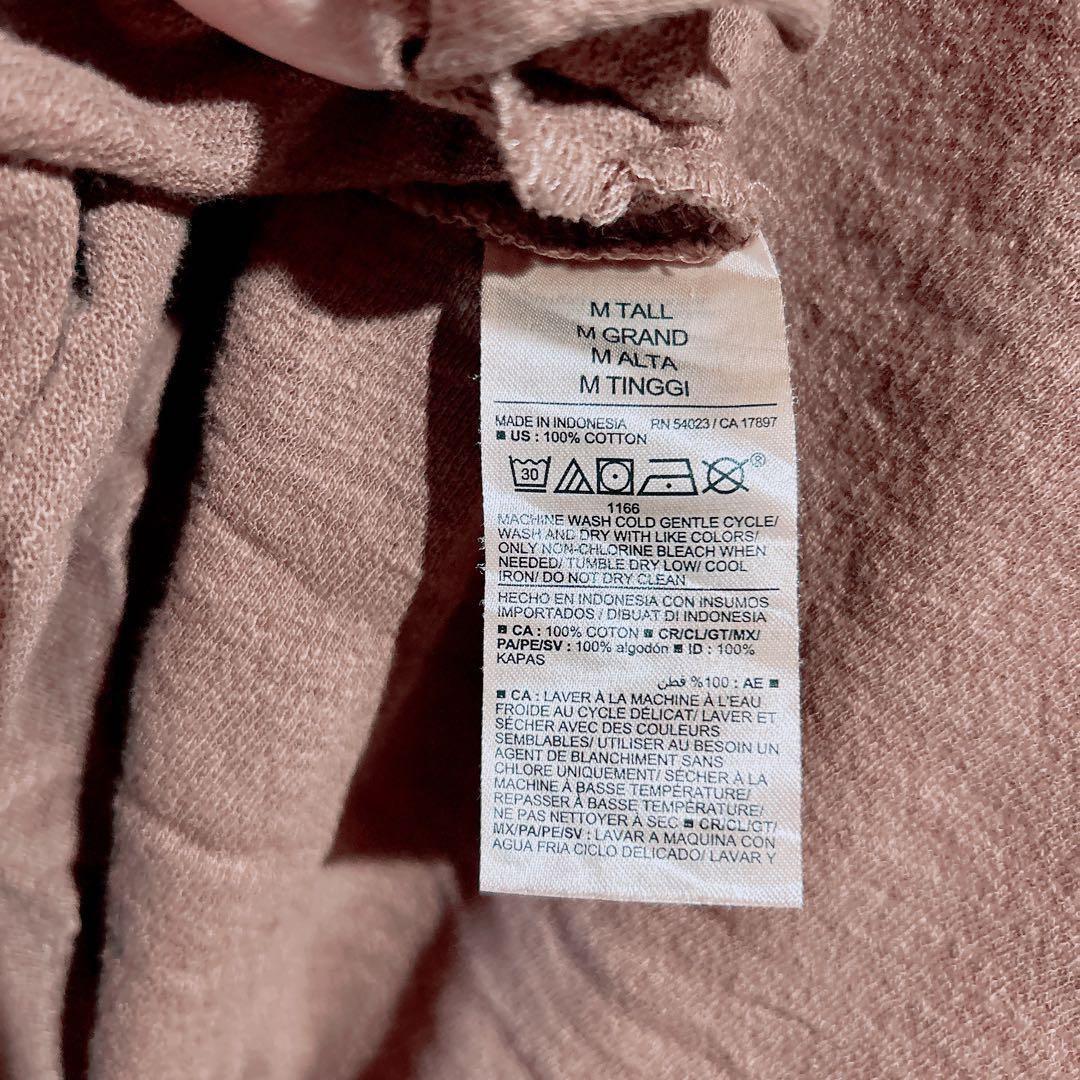 M TALL
M GRAND
M ALTA
M TINGGI
MADE IN INDONESIA RN 54023 / CA 17897
■ US : 100% COTTON
30 ®
1166
MACHINE WASH COLD GENTLE CYCLE/
WASH AND DRY WITH LIKE COLORS/
ONLY NON-CHLORINE BLEACH WHEN
NEEDED/ TUMBLE DRY LOW/ COOL
IRON/ DO NOT DRY CLEAN
HECHO EN INDONESIA CON INSUMOS
IMPORTADOS / DIBUAT DI INDONESIA
■ CA : 100% COTON ■ CR/CL/GT/MX/
PA/PE/SV : 100% algodón ■ ID : 100%
KAPAS
■ AE : 100% قطن
■ CA : LAVER À LA MACHINE À L'EAU
FROIDE AU CYCLE DÉLICAT/ LAVER ET
SÉCHER AVEC DES COULEURS
SEMBLABLES/ UTILISER AU BESOIN UN
AGENT DE BLANCHIMENT SANS
CHLORE UNIQUEMENT/ SÉCHER À LA
MACHINE À BASSE TEMPÉRATURE/
REPASSER À BASSE TEMPÉRATURE/
NE PAS NETTOYER À SEC ■ CR/CL/GT/
MX/PA/PE/SV : LAVAR A MAQUINA CON
AGUA FRIA CICLO DELICADO/ LAVAR Y